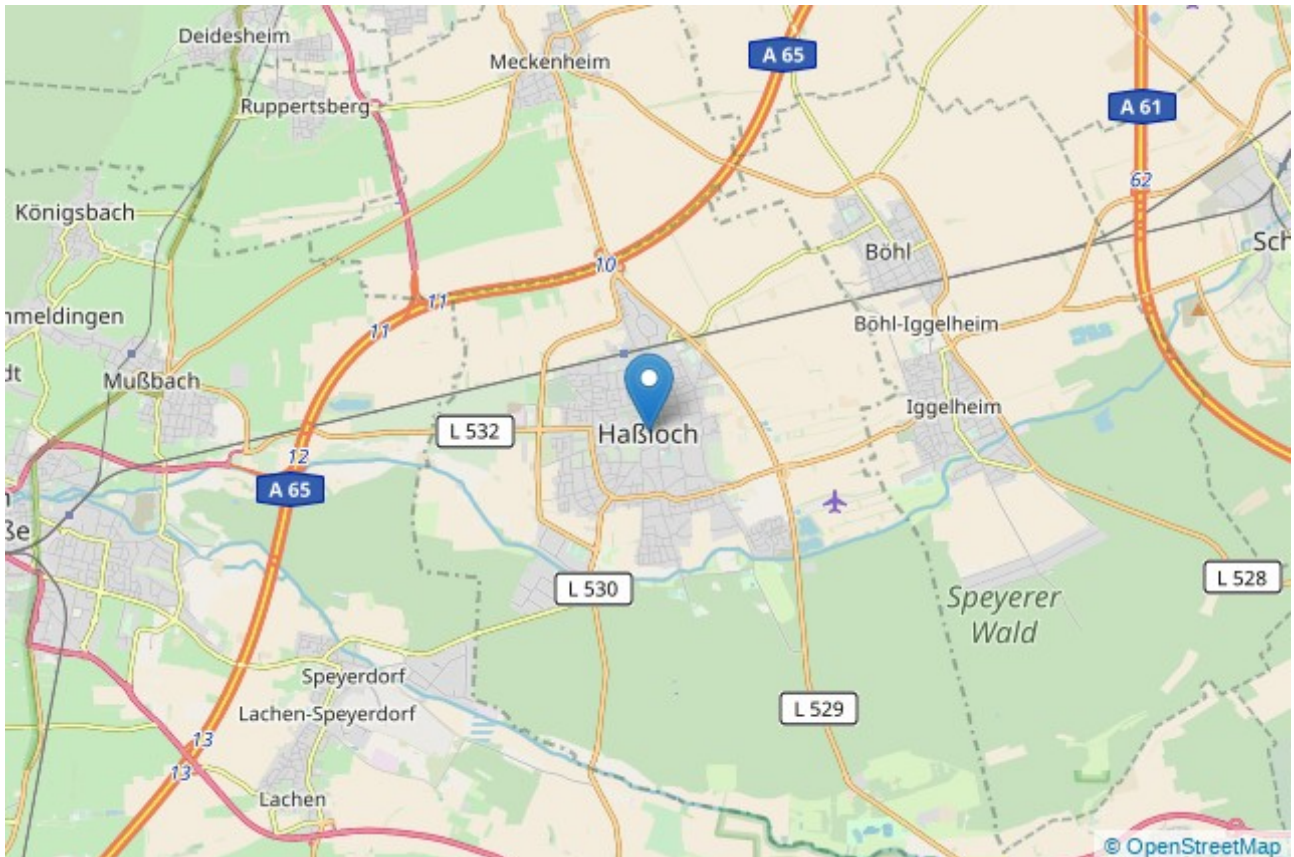 Deidesheim
Meckenheim
A 65
Ruppertsberg
A 61
62
Königsbach
Böhl
Sch
10
11
11
nmeldingen
Böhl-Iggelheim
dt
Mußbach
Iggelheim
L 532
Haßloch
12
A 65
n
ße
L 530
L 528
Speyerer
Wald
Speyerdorf
Lachen-Speyerdorf
L 529
13
13
Lachen
© OpenStreetMap